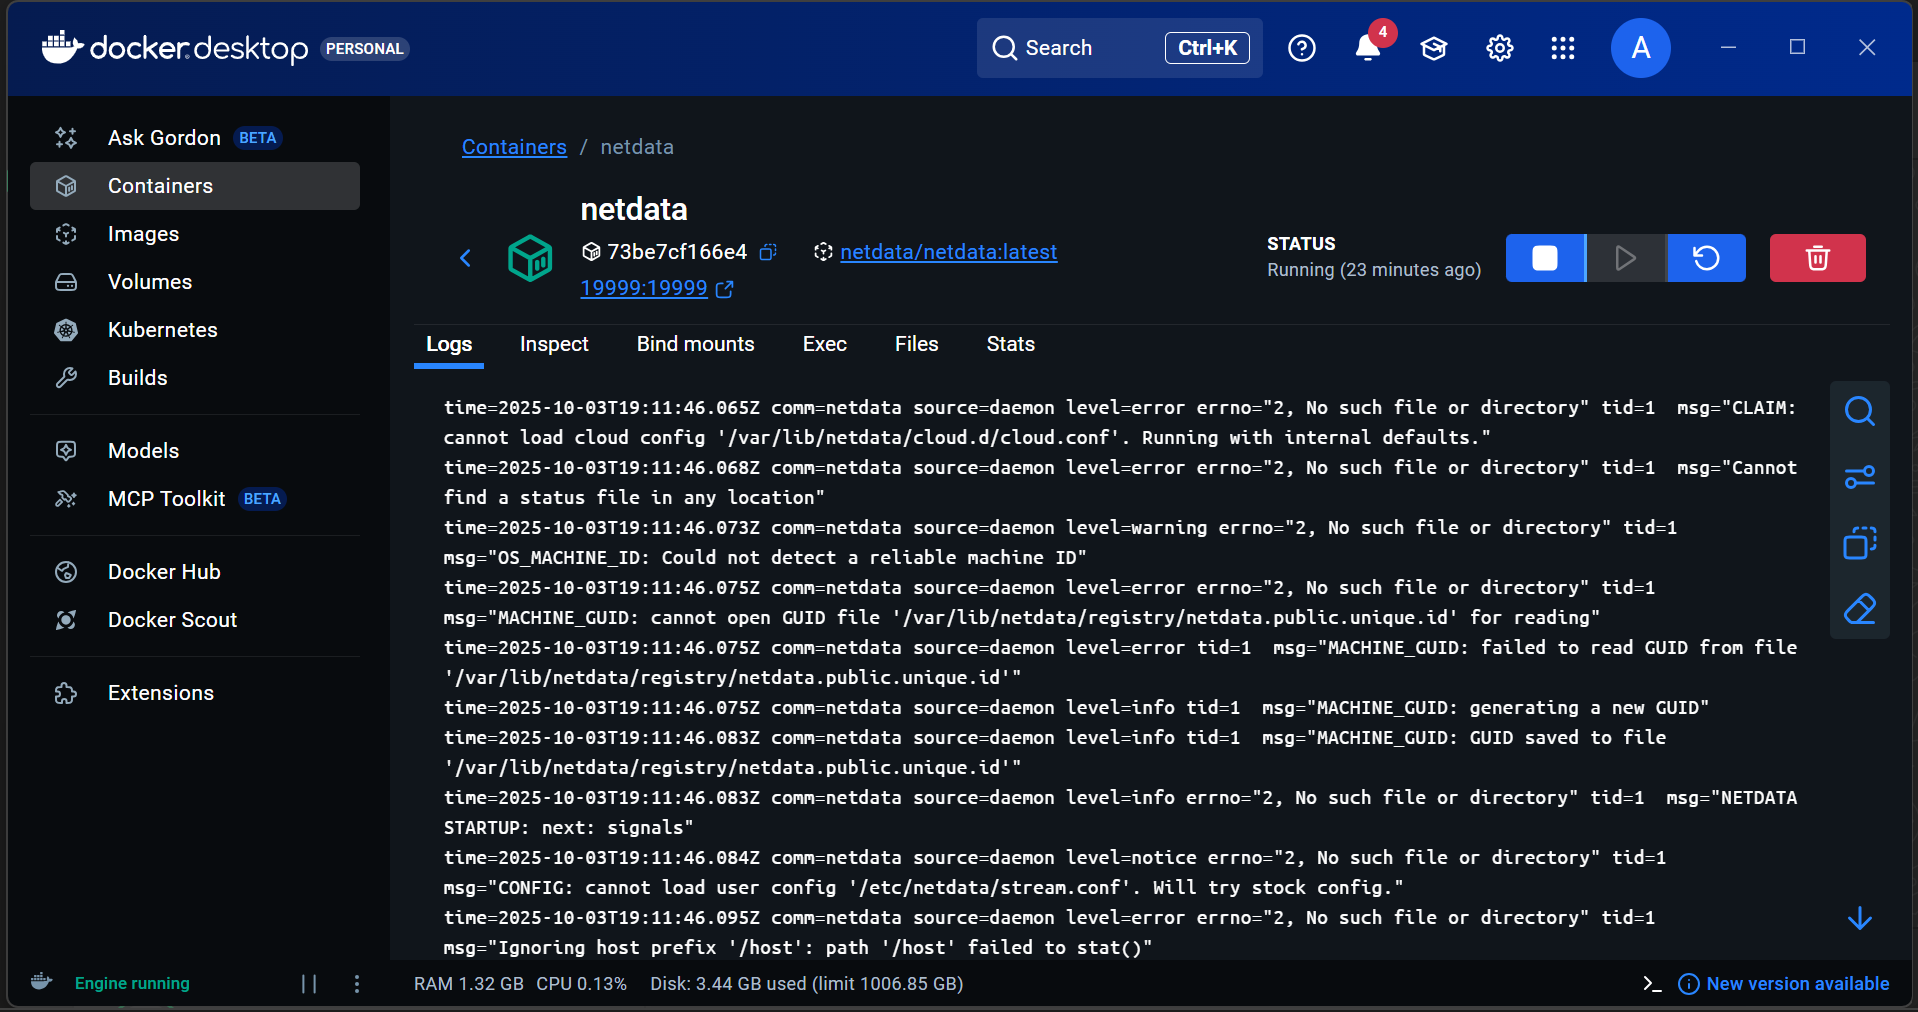 docker.desktop PERSONAL
Search Ctrl+K
4
A
Ask Gordon BETA
Containers
Images
Volumes
Kubernetes
Builds
Models
MCP Toolkit BETA
Docker Hub
Docker Scout
Extensions
Containers / netdata
netdata
73be7cf166e4 netdata/netdata:latest
19999:19999
STATUS
Running (23 minutes ago)
Logs Inspect Bind mounts Exec Files Stats
time=2025-10-03T19:11:46.065Z comm=netdata source=daemon level=error errno="2, No such file or directory" tid=1  msg="CLAIM:
cannot load cloud config '/var/lib/netdata/cloud.d/cloud.conf'. Running with internal defaults."
time=2025-10-03T19:11:46.068Z comm=netdata source=daemon level=error errno="2, No such file or directory" tid=1  msg="Cannot
find a status file in any location"
time=2025-10-03T19:11:46.073Z comm=netdata source=daemon level=warning errno="2, No such file or directory" tid=1
msg="OS_MACHINE_ID: Could not detect a reliable machine ID"
time=2025-10-03T19:11:46.075Z comm=netdata source=daemon level=error errno="2, No such file or directory" tid=1
msg="MACHINE_GUID: cannot open GUID file '/var/lib/netdata/registry/netdata.public.unique.id' for reading"
time=2025-10-03T19:11:46.075Z comm=netdata source=daemon level=error tid=1  msg="MACHINE_GUID: failed to read GUID from file
'/var/lib/netdata/registry/netdata.public.unique.id'"
time=2025-10-03T19:11:46.075Z comm=netdata source=daemon level=info tid=1  msg="MACHINE_GUID: generating a new GUID"
time=2025-10-03T19:11:46.083Z comm=netdata source=daemon level=info tid=1  msg="MACHINE_GUID: GUID saved to file
'/var/lib/netdata/registry/netdata.public.unique.id'"
time=2025-10-03T19:11:46.083Z comm=netdata source=daemon level=info errno="2, No such file or directory" tid=1  msg="NETDATA
STARTUP: next: signals"
time=2025-10-03T19:11:46.084Z comm=netdata source=daemon level=notice errno="2, No such file or directory" tid=1
msg="CONFIG: cannot load user config '/etc/netdata/stream.conf'. Will try stock config."
time=2025-10-03T19:11:46.095Z comm=netdata source=daemon level=error errno="2, No such file or directory" tid=1
msg="Ignoring host prefix '/host': path '/host' failed to stat()"
Engine running
RAM 1.32 GB CPU 0.13% Disk: 3.44 GB used (limit 1006.85 GB)
New version available